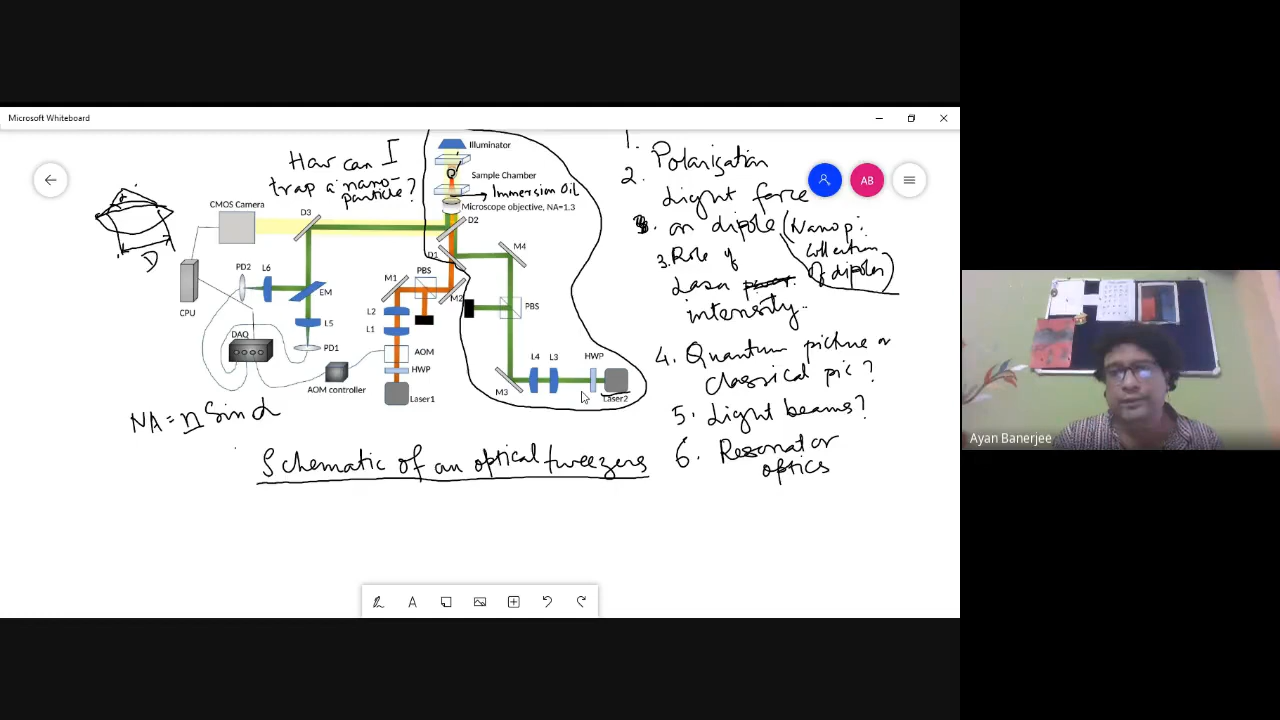 Microsoft Whiteboard
How can I
trap a nano-
particle?
Illuminator
Sample Chamber
Immersion Oil
Microscope objective, NA=1.3
CMOS Camera
D3
D2
D1
M4
α
D
PD2
L6
EM
M1
PBS
M2
PBS
CPU
L2
L1
L5
PD1
DAQ
AOM
HWP
AOM controller
Laser1
L4
L3
HWP
M3
Laser2
NA = n Sin α
Schematic of an optical tweezers
1.
Polarization
2.
Light force
on dipole (Nanop:
Collection
of dipoles)
3. Role of
Laser
intensity.
4. Quantum picture or
classical pic?
5. Light beams?
6. Resonator
optics
AB
A
Ayan Banerjee